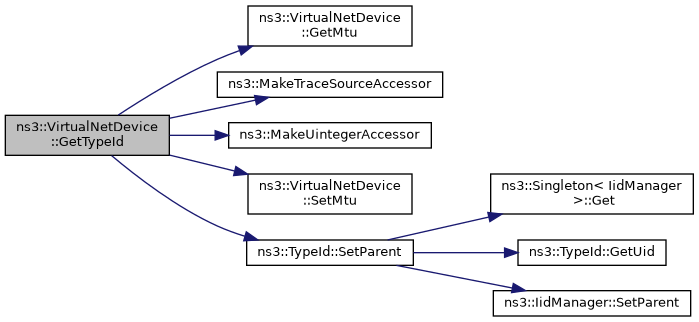 ns3::VirtualNetDevice
::GetMtu
ns3::MakeTraceSourceAccessor
ns3::VirtualNetDevice
::GetTypeId
ns3::MakeUintegerAccessor
ns3::VirtualNetDevice
::SetMtu
ns3::Singleton< IidManager
>::Get
ns3::TypeId::SetParent
ns3::TypeId::GetUid
ns3::IidManager::SetParent